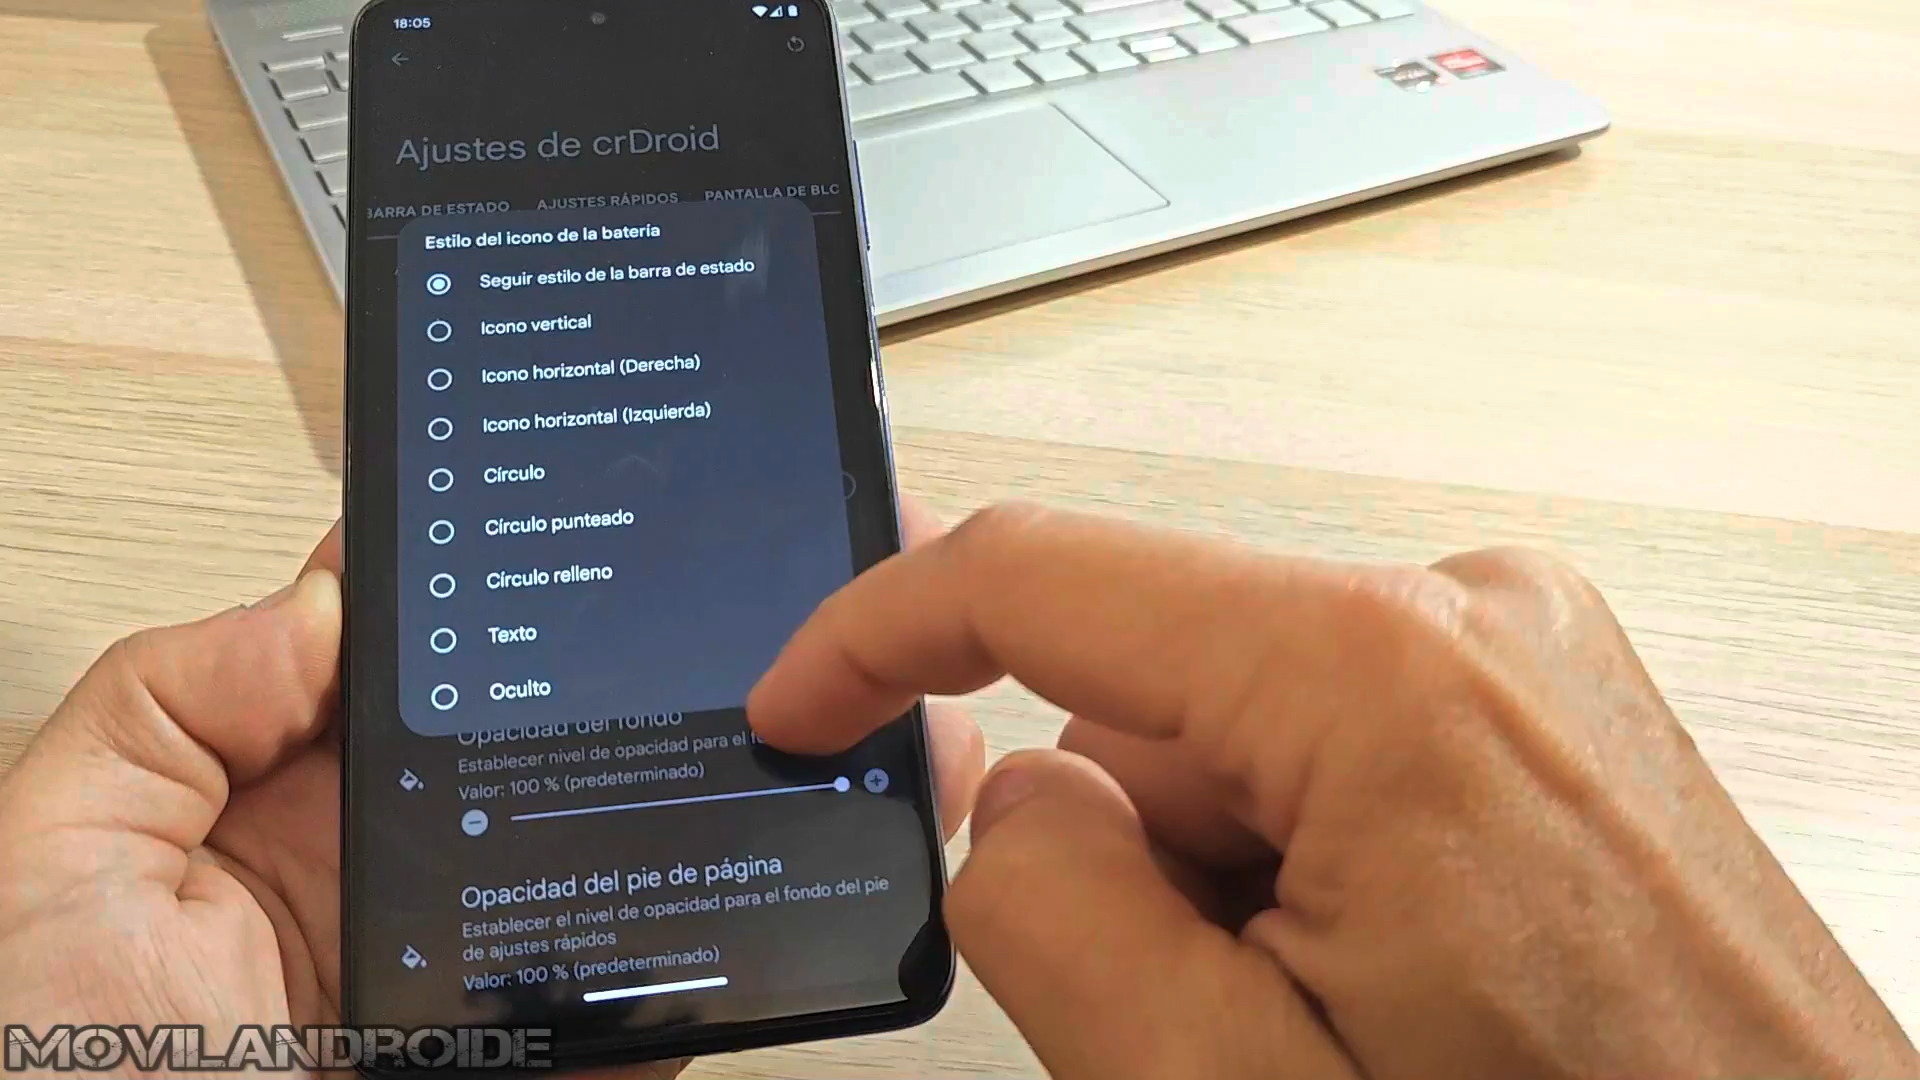 18:05
Ajustes de crDroid
BARRA DE ESTADO AJUSTES RÁPIDOS PANTALLA DE BLO
Estilo del icono de la batería
Seguir estilo de la barra de estado
Icono vertical
Icono horizontal (Derecha)
Icono horizontal (Izquierda)
Círculo
Círculo punteado
Círculo relleno
Texto
Oculto
Opacidad del fondo
Establecer nivel de opacidad para el
Valor: 100 % (predeterminado)
Opacidad del pie de página
Establecer el nivel de opacidad para el fondo del pie
de ajustes rápidos
Valor: 100 % (predeterminado)
MOVILANDROIDE